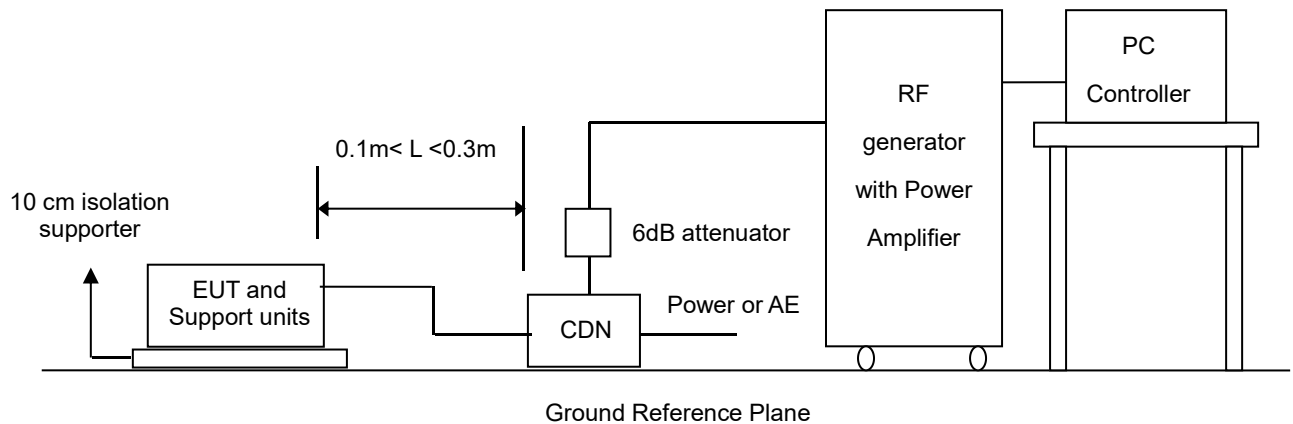 PC
Controller
RF
generator
with Power
Amplifier
0.1m< L <0.3m
10 cm isolation
supporter
6dB attenuator
EUT and
Support units
CDN
Power or AE
Ground Reference Plane